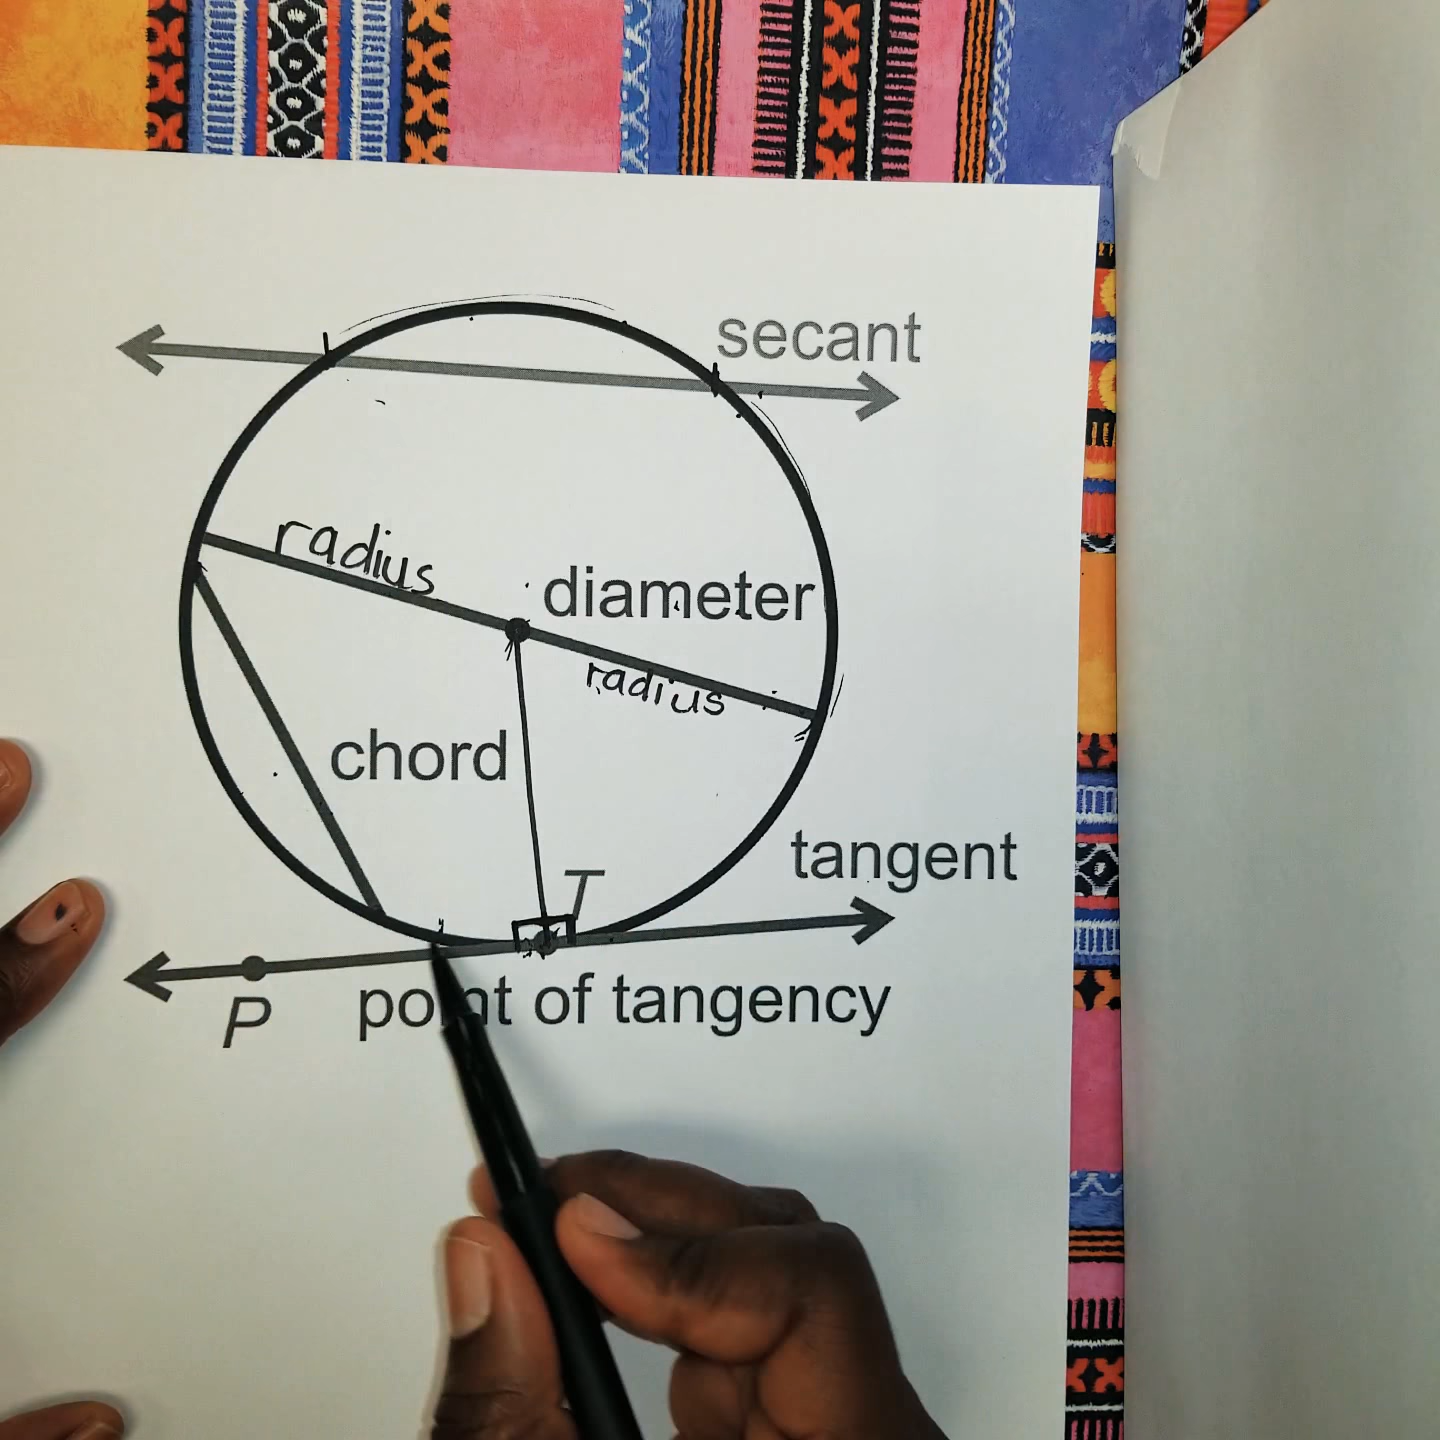 secant
radius
diameter
radius
chord
tangent
T
P
point of tangency